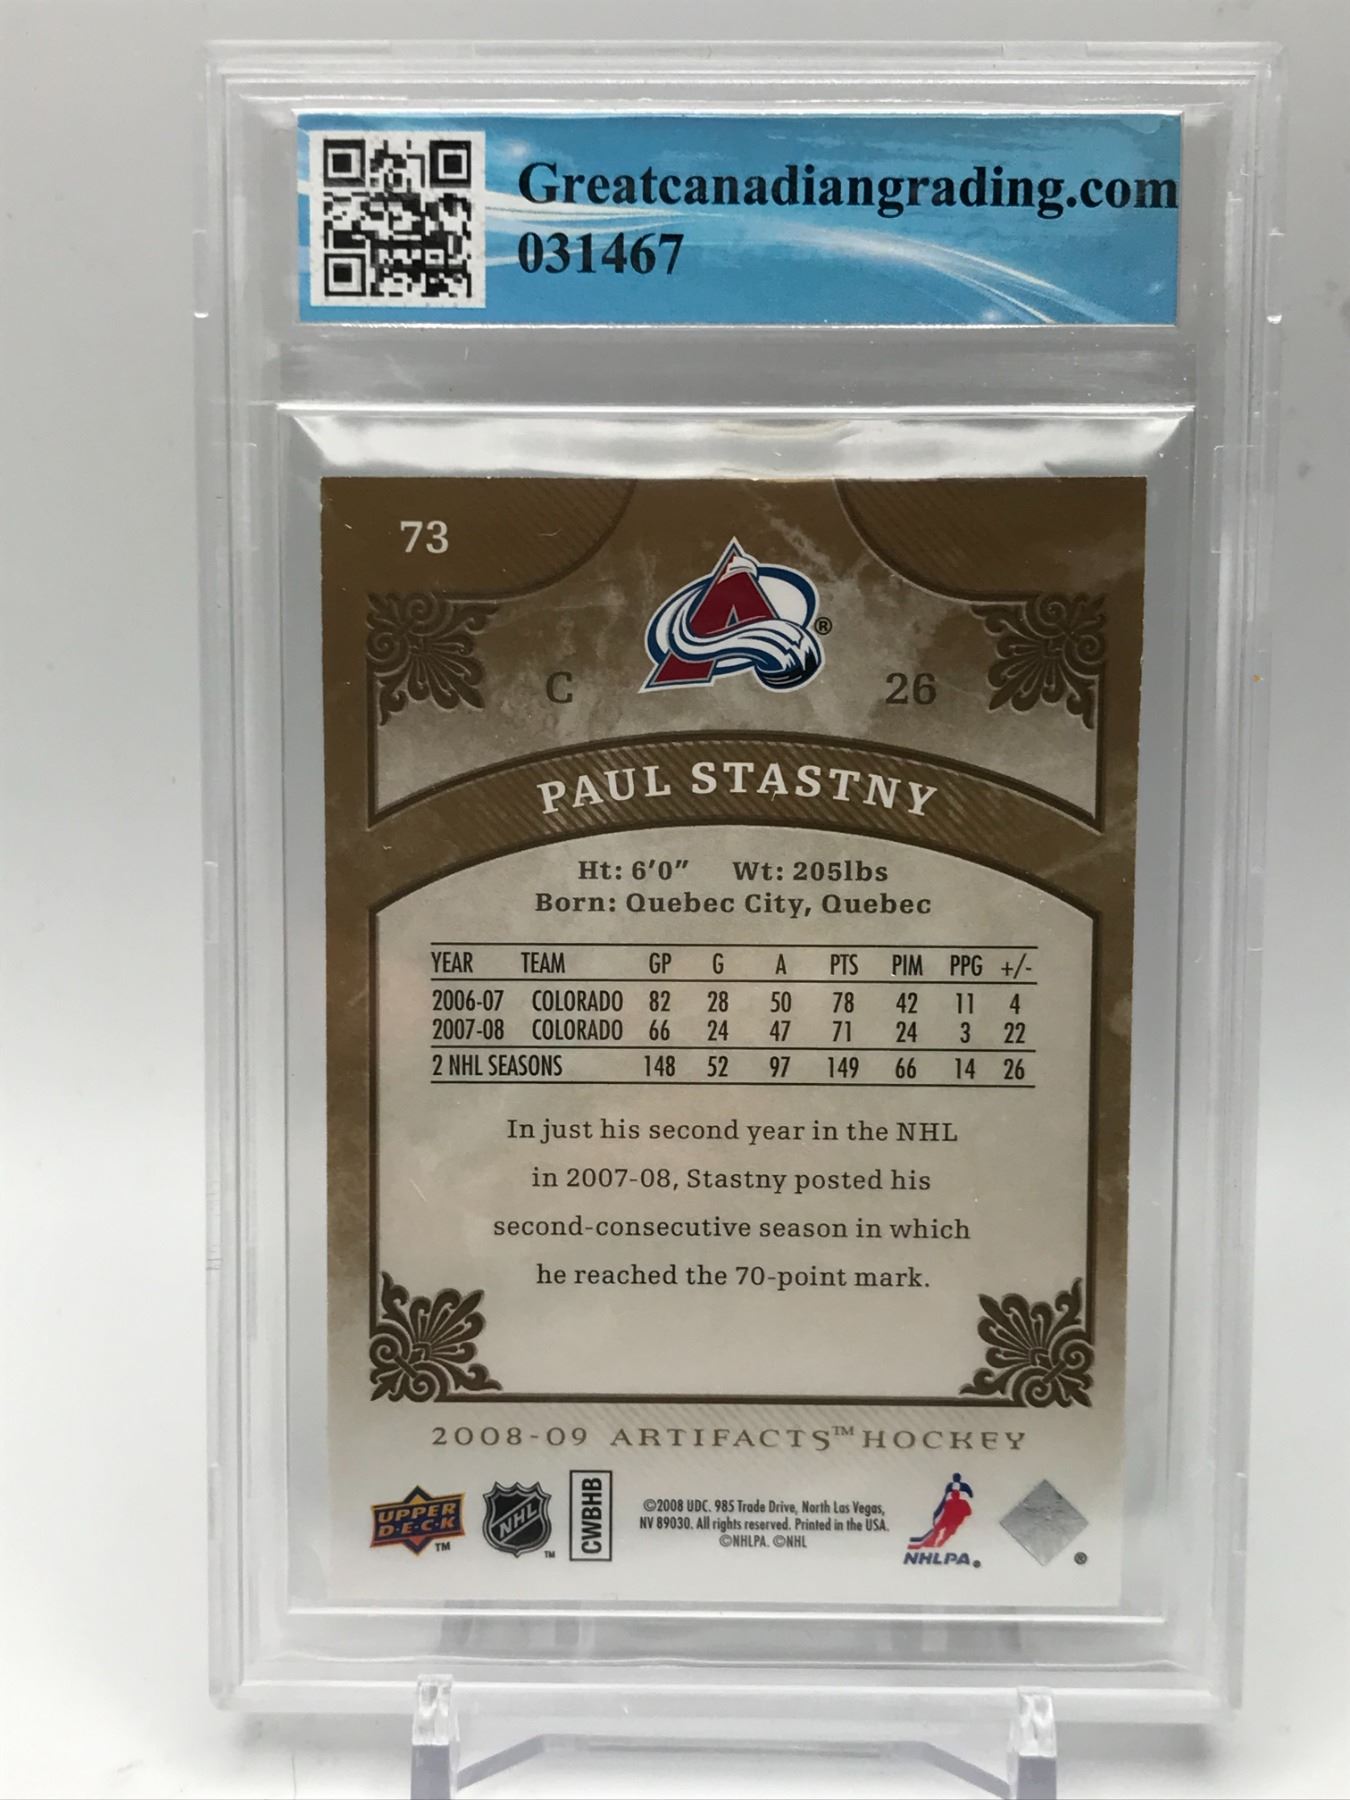 Greatcanadiangrading.com
031467
73
®
C 26
PAUL STASTNY
Ht: 6'0" Wt: 205lbs
Born: Quebec City, Quebec
YEAR TEAM GP G A PTS PIM PPG +/-
2006-07 COLORADO 82 28 50 78 42 11 4
2007-08 COLORADO 66 24 47 71 24 3 22
2 NHL SEASONS 148 52 97 149 66 14 26
In just his second year in the NHL
in 2007-08, Stastny posted his
second-consecutive season in which
he reached the 70-point mark.
2008-09 ARTIFACTS™ HOCKEY
UPPER
D·E·C·K
™
NHL
™
CWBHB
©2008 UDC. 985 Trade Drive, North Las Vegas,
NV 89030. All rights reserved. Printed in the USA.
©NHLPA. ©NHL
NHLPA®
®